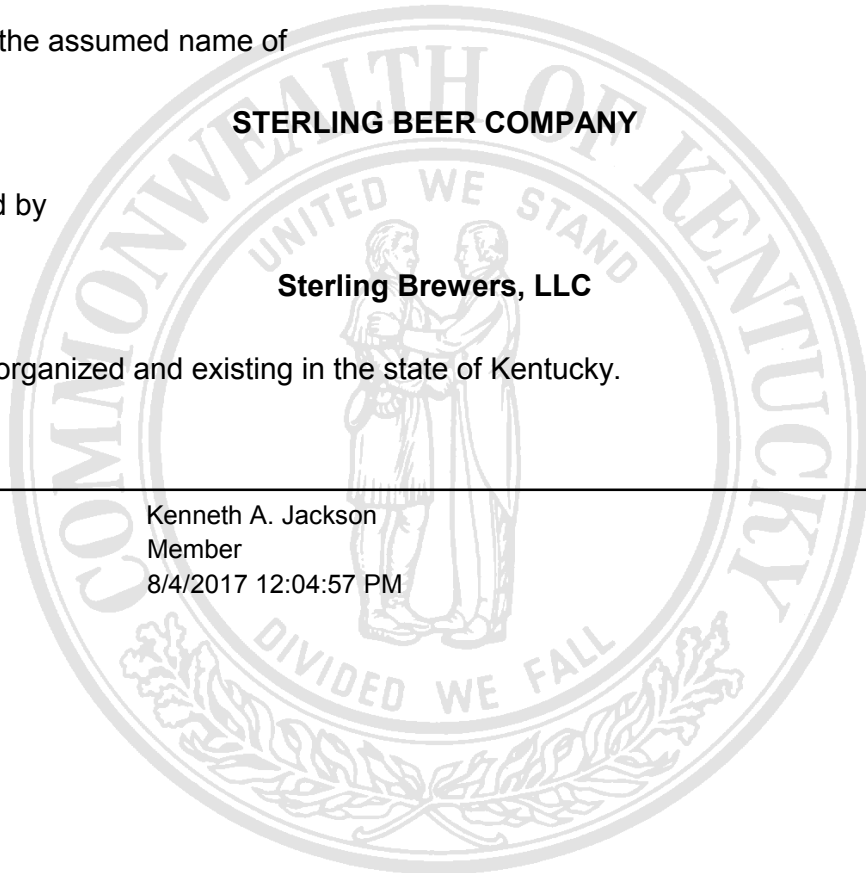 the assumed name of
STERLING BEER COMPANY
d by
Sterling Brewers, LLC
organized and existing in the state of Kentucky.
Kenneth A. Jackson
Member
8/4/2017 12:04:57 PM
COMMONWEALTH OF KENTUCKY
UNITED WE STAND
DIVIDED WE FALL